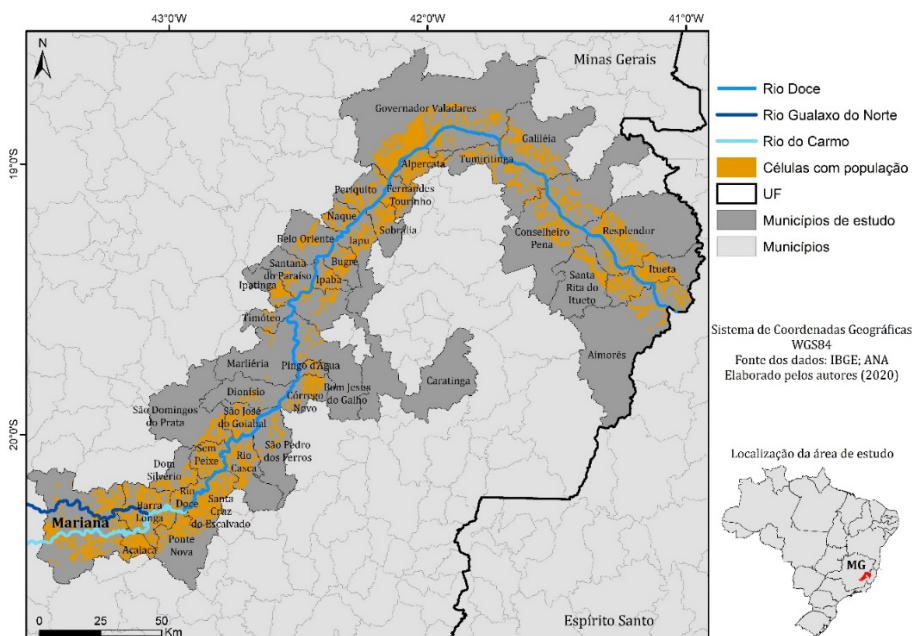 43°0'W
42°0'W
41°0'W
N
Minas Gerais
Governador Valadares
Galiléia
19°0'S
Alpercata
Tumiritinga
Periquito
Fernandes
Tourinho
Naque
Sobrália
Belo Oriente
Iapu
Conselheiro
Pena
Resplendor
Santana
do Paraíso
Bugre
Itueta
Ipatinga
Ipaba
Santa
Rita do
Itueto
Timóteo
Aimorés
Marliéria
Pingo d'Água
Caratinga
Dionísio
Bom Jesus
do Galho
Córrego
Novo
São Domingos
do Prata
São José
do Goiabal
20°0'S
Sem
Peixe
São Pedro
dos Ferros
Dom
Silvério
Rio
Casca
Rio
Doce
Barra
Longa
Santa
Cruz
do Escalvado
Mariana
Acaiaca
Ponte
Nova
0 25 50
Km
Espírito Santo
Rio Doce
Rio Gualaxo do Norte
Rio do Carmo
Células com população
UF
Municípios de estudo
Municípios
Sistema de Coordenadas Geográficas
WGS84
Fonte dos dados: IBGE; ANA
Elaborado pelos autores (2020)
Localização da área de estudo
MG